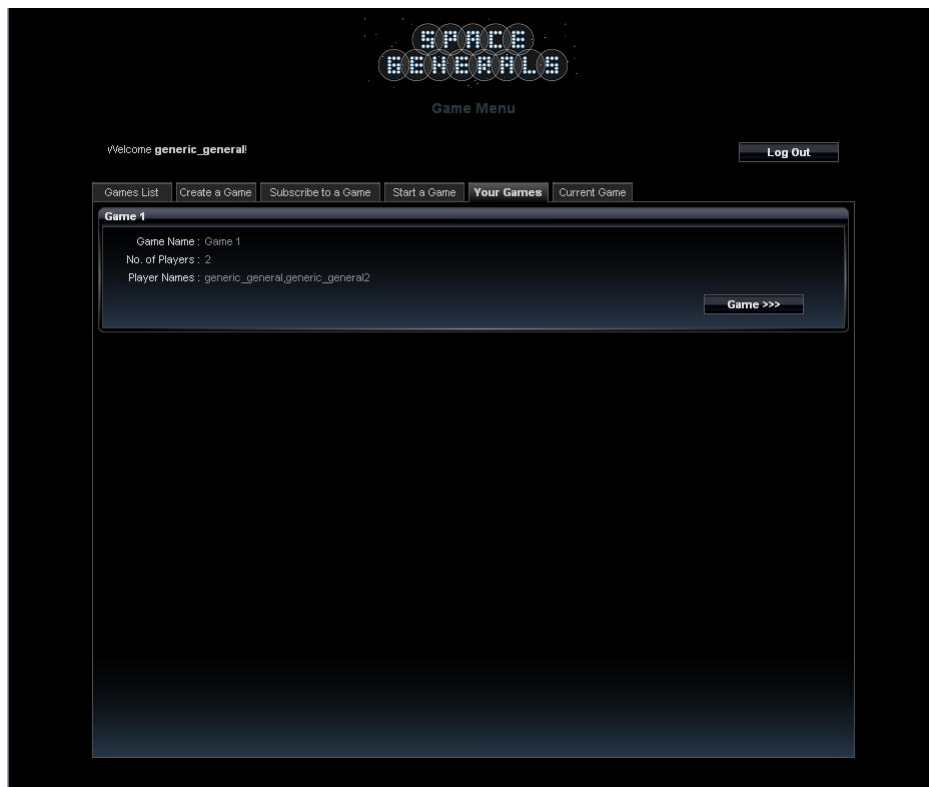 SPACE
GENERALS
Game Menu
Welcome generic_general!
Log Out
Games List Create a Game Subscribe to a Game Start a Game Your Games Current Game
Game 1
Game Name : Game 1
No. of Players : 2
Player Names : generic_general,generic_general2
Game >>>